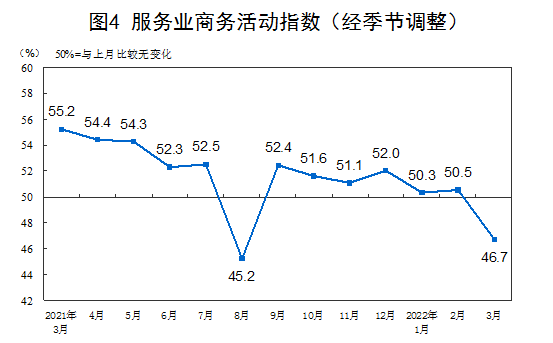 图4 服务业商务活动指数（经季节调整）
（%） 50%=与上月比较无变化
60
58
56
54
52
50
48
46
44
42
55.2
54.4
54.3
52.3
52.5
45.2
52.4
51.6
51.1
52.0
50.3
50.5
46.7
2021年
3月
4月
5月
6月
7月
8月
9月
10月
11月
12月
2022年
1月
2月
3月